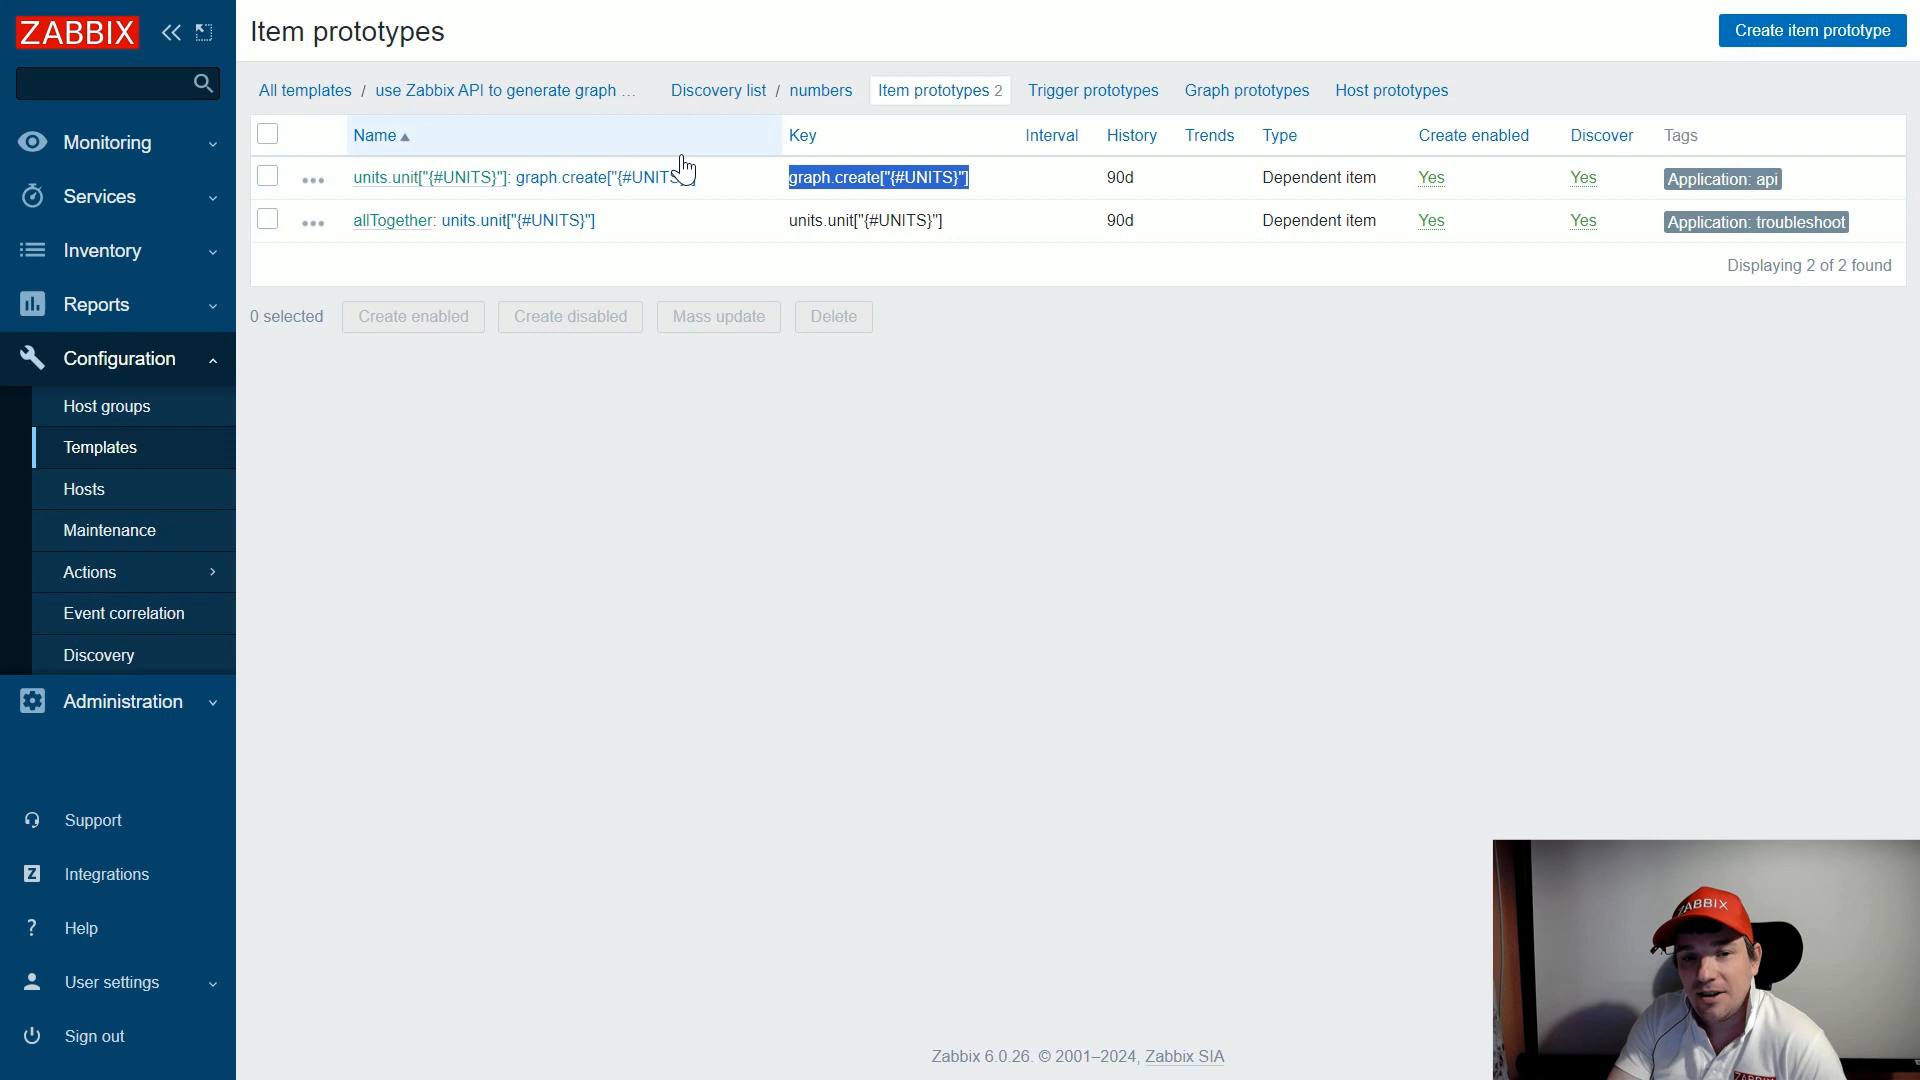 ZABBIX
Item prototypes
Create item prototype
All templates / use Zabbix API to generate graph ... Discovery list / numbers Item prototypes 2 Trigger prototypes Graph prototypes Host prototypes
Name Key Interval History Trends Type Create enabled Discover Tags
units.unit["{#UNITS}"]: graph.create["{#UNITS graph.create["{#UNITS}"] 90d Dependent item Yes Yes Application: api
allTogether: units.unit["{#UNITS}"] units.unit["{#UNITS}"] 90d Dependent item Yes Yes Application: troubleshoot
Displaying 2 of 2 found
0 selected Create enabled Create disabled Mass update Delete
Monitoring
Services
Inventory
Reports
Configuration
Host groups
Templates
Hosts
Maintenance
Actions
Event correlation
Discovery
Administration
Support
Integrations
Help
User settings
Sign out
Zabbix 6.0.26. © 2001–2024, Zabbix SIA
ZABBIX